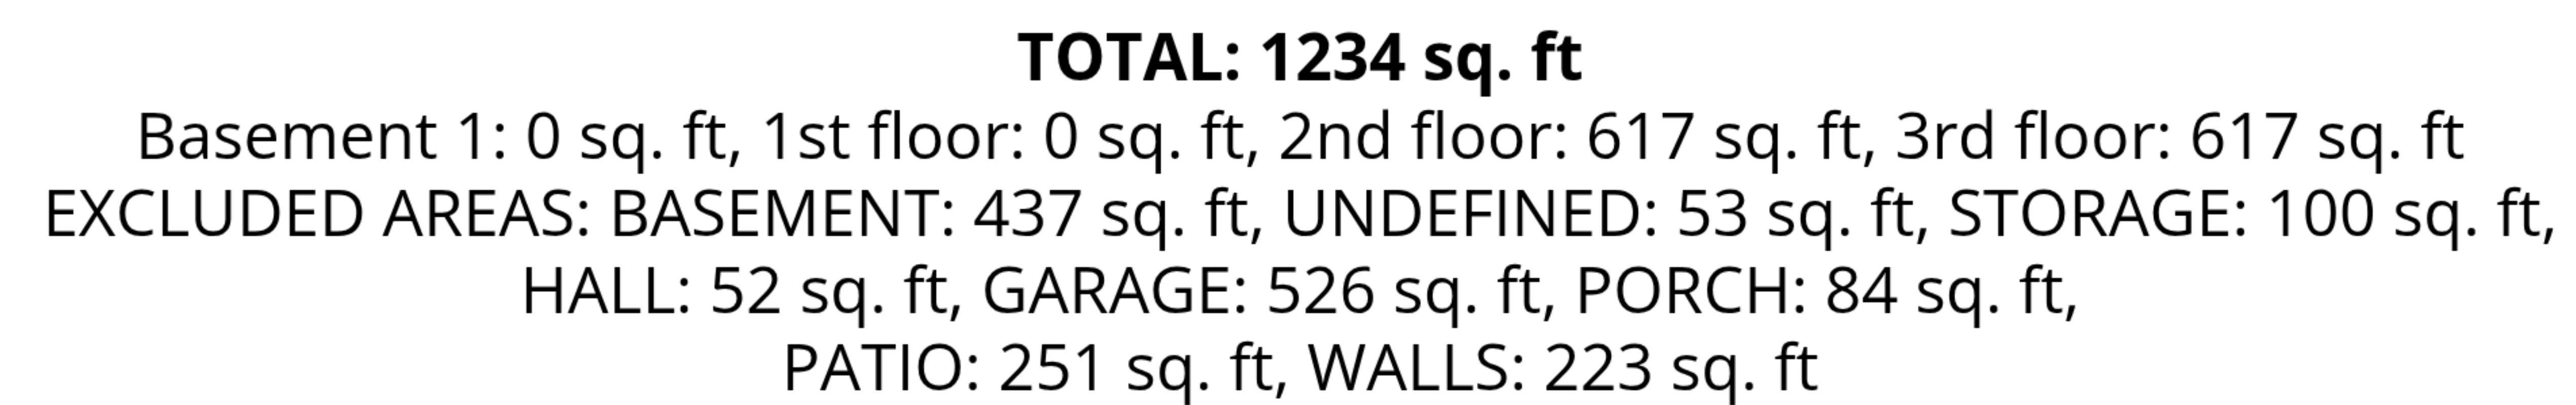 TOTAL: 1234 sq. ft
Basement 1: 0 sq. ft, 1st floor: 0 sq. ft, 2nd floor: 617 sq. ft, 3rd floor: 617 sq. ft
EXCLUDED AREAS: BASEMENT: 437 sq. ft, UNDEFINED: 53 sq. ft, STORAGE: 100 sq. ft,
HALL: 52 sq. ft, GARAGE: 526 sq. ft, PORCH: 84 sq. ft,
PATIO: 251 sq. ft, WALLS: 223 sq. ft